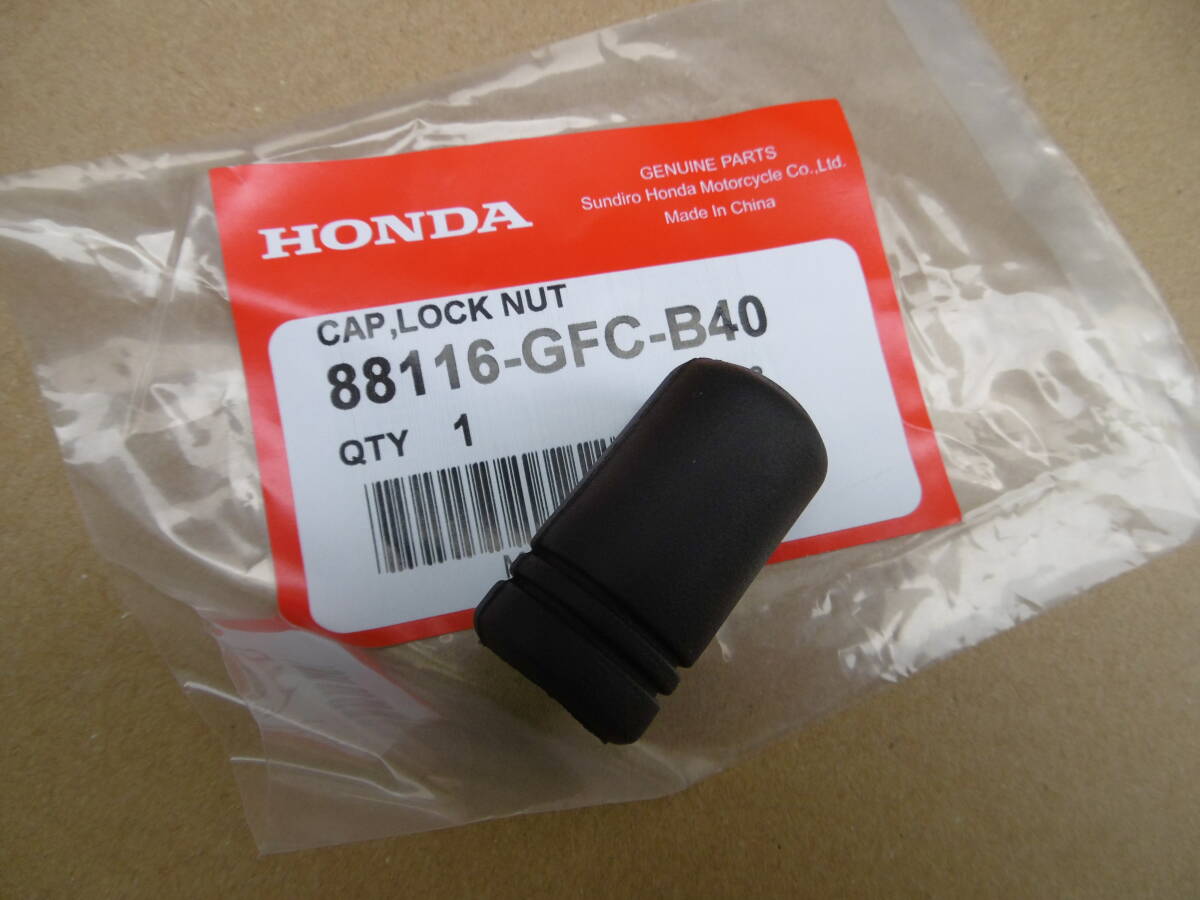 HONDA
GENUINE PARTS
Sundiro Honda Motorcycle Co.,Ltd.
Made In China
CAP,LOCK NUT
88116-GFC-B40
QTY 1